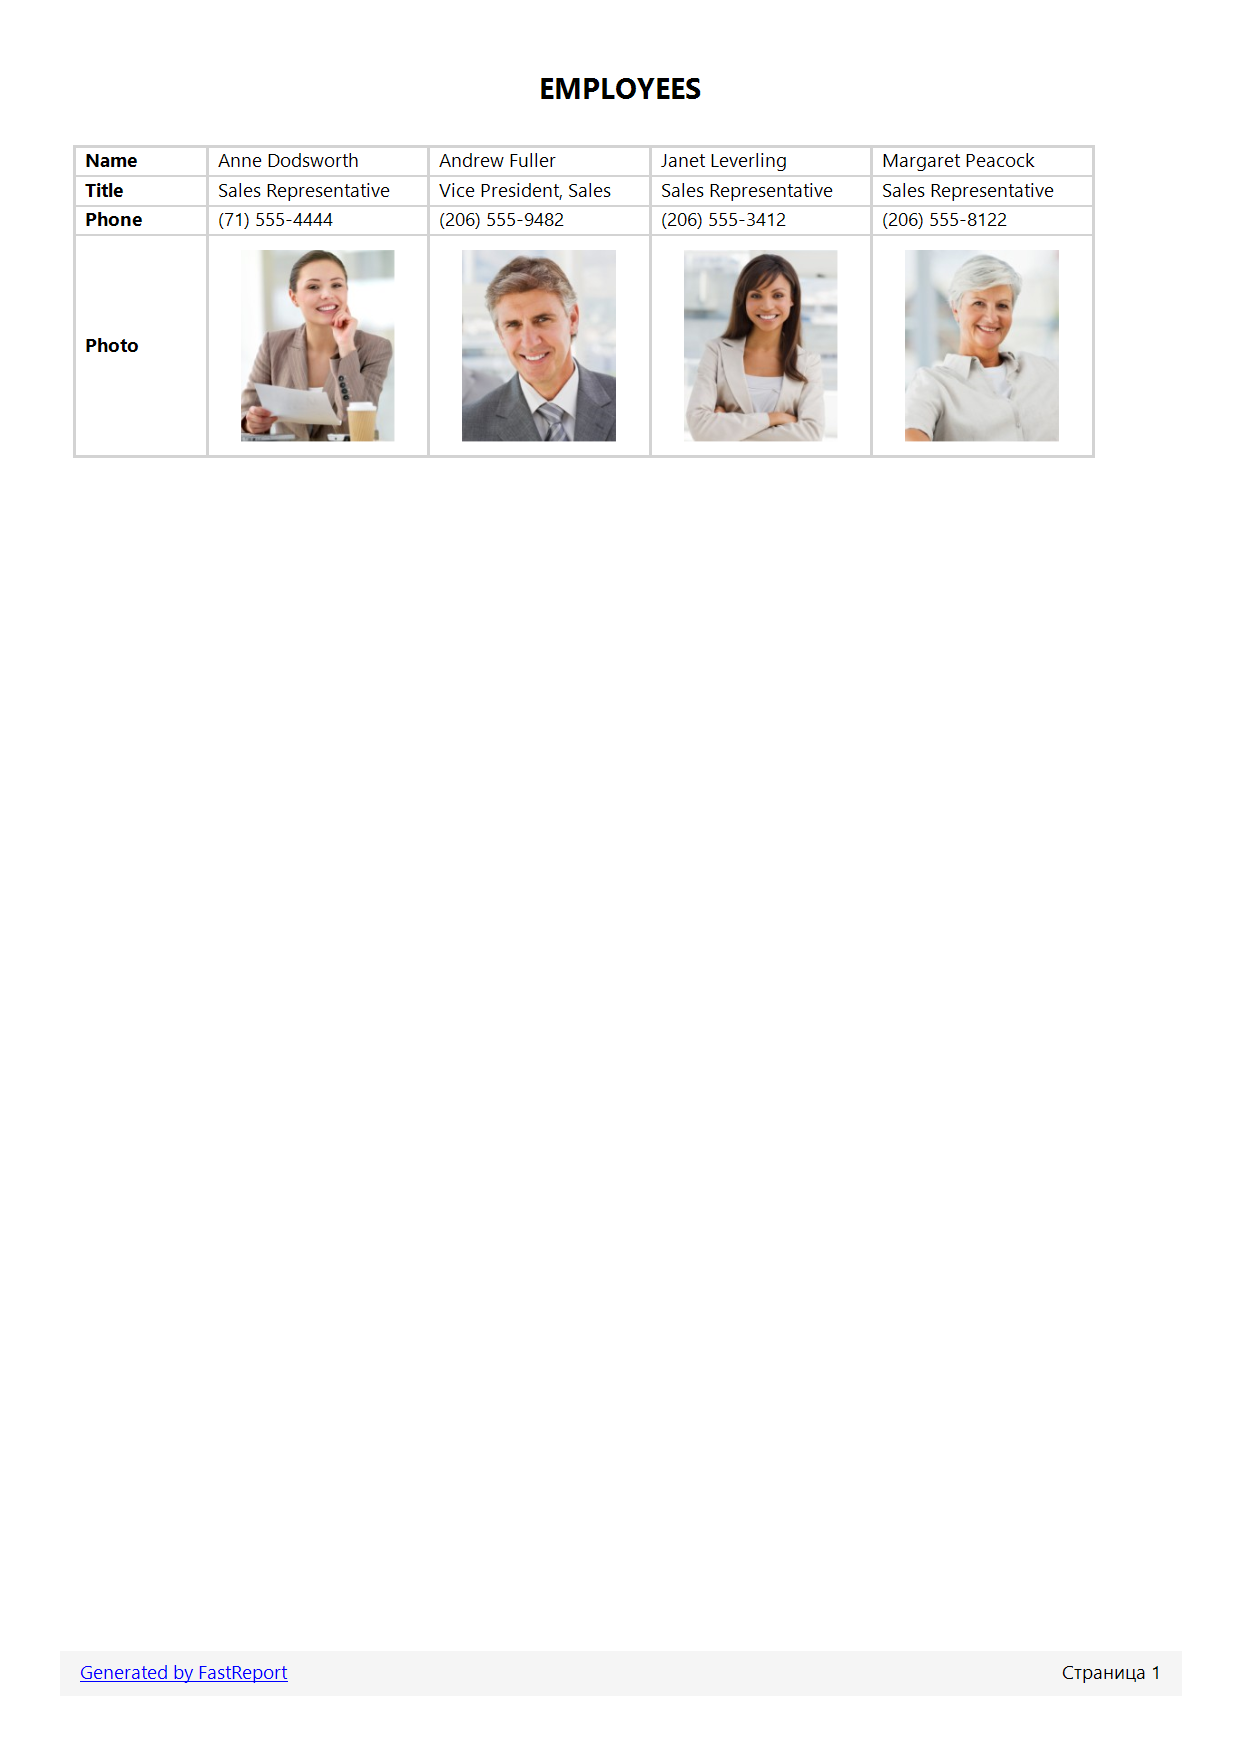 EMPLOYEES
Name Anne Dodsworth Andrew Fuller Janet Leverling Margaret Peacock
Title Sales Representative Vice President, Sales Sales Representative Sales Representative
Phone (71) 555-4444 (206) 555-9482 (206) 555-3412 (206) 555-8122
Photo
Generated by FastReport Страница 1